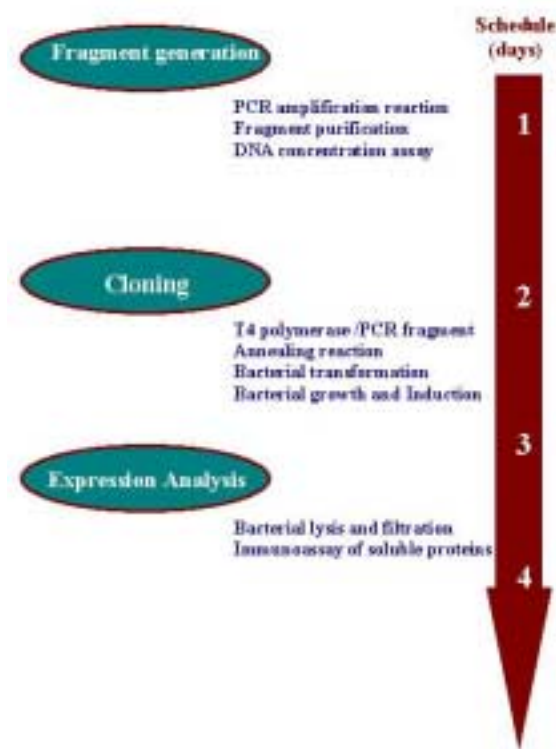 Schedule
(days)
Fragment generation
PCR amplification reaction
Fragment purification
DNA concentration assay
1
Cloning
2
T4 polymerase /PCR fragment
Annealing reaction
Bacterial transformation
Bacterial growth and Induction
3
Expression Analysis
Bacterial lysis and filtration
Immunoassay of soluble proteins
4